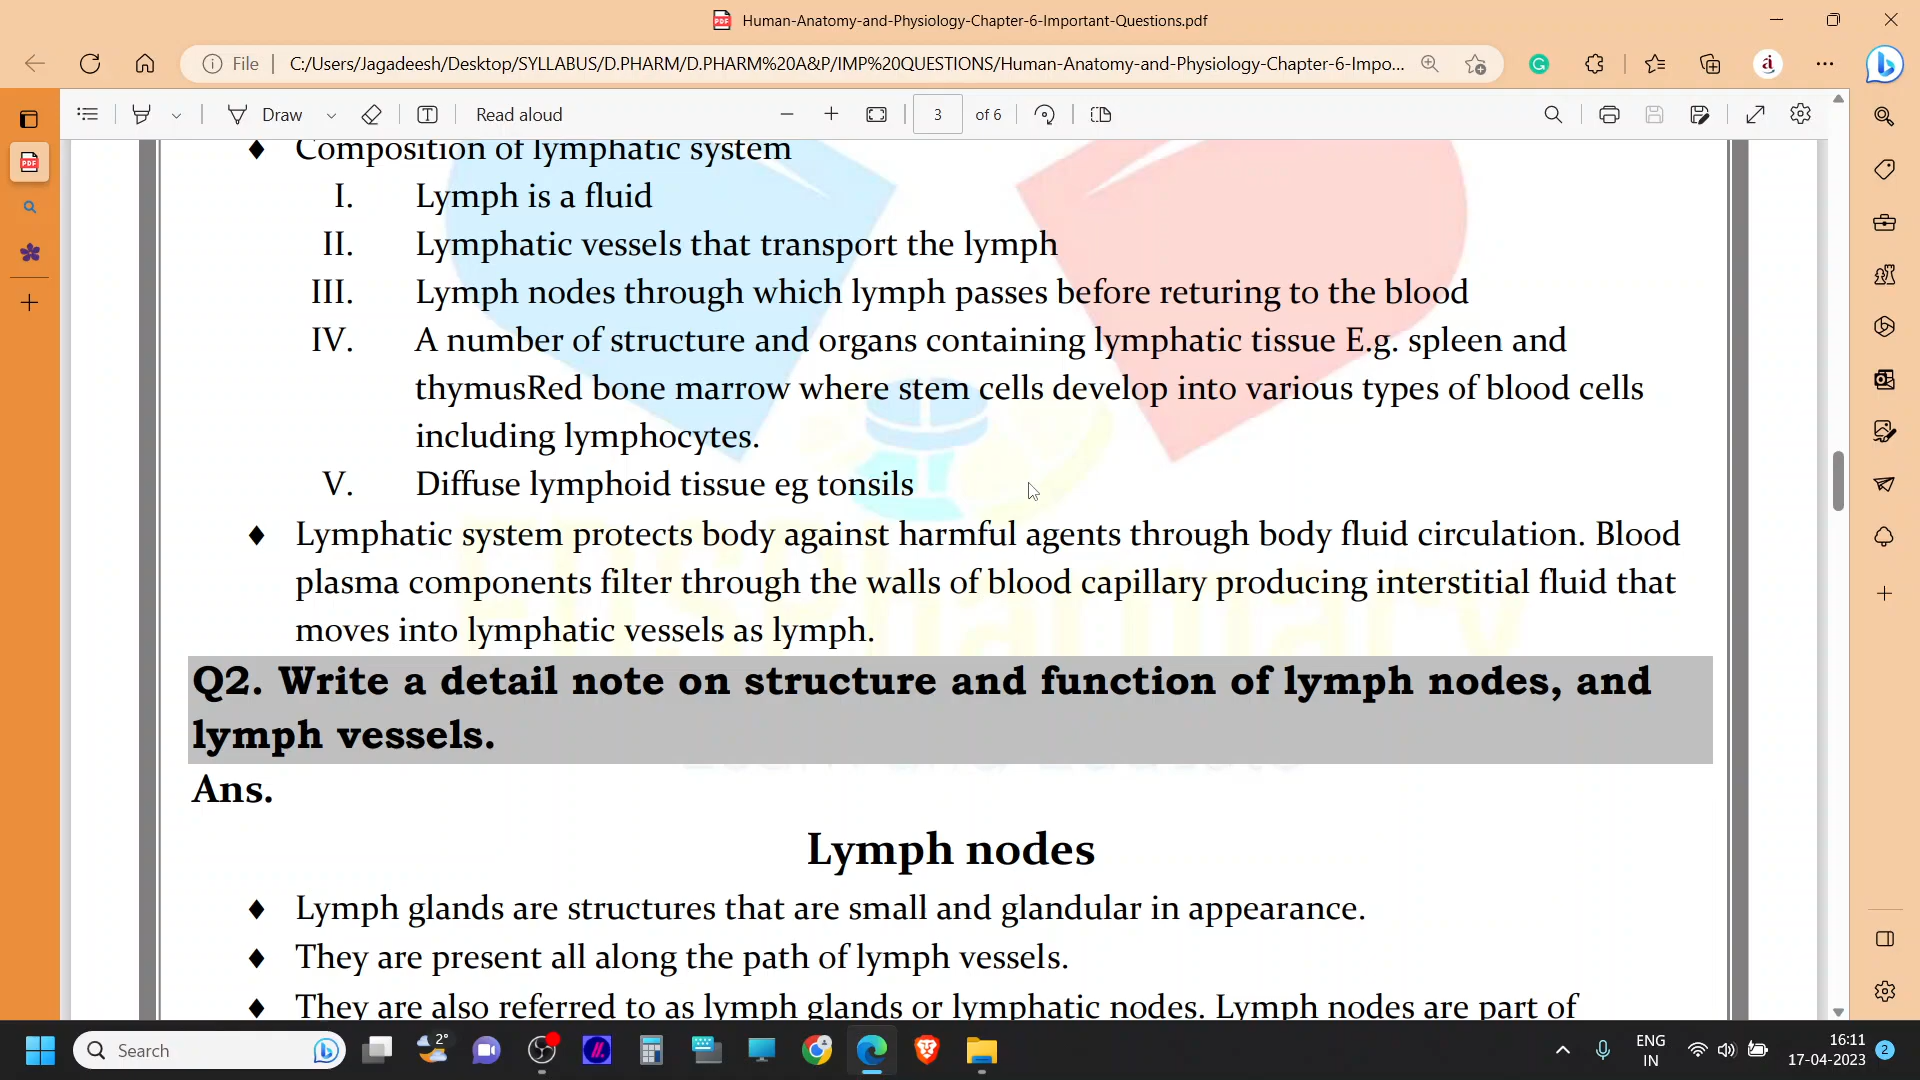 Human-Anatomy-and-Physiology-Chapter-6-Important-Questions.pdf
File
C:/Users/Jagadeesh/Desktop/SYLLABUS/D.PHARM/D.PHARM%20A&P/IMP%20QUESTIONS/Human-Anatomy-and-Physiology-Chapter-6-Impo...
Draw
Read aloud
3 of 6
Composition of lymphatic system
I. Lymph is a fluid
II. Lymphatic vessels that transport the lymph
III. Lymph nodes through which lymph passes before returing to the blood
IV. A number of structure and organs containing lymphatic tissue E.g. spleen and
thymusRed bone marrow where stem cells develop into various types of blood cells
including lymphocytes.
V. Diffuse lymphoid tissue eg tonsils
Lymphatic system protects body against harmful agents through body fluid circulation. Blood
plasma components filter through the walls of blood capillary producing interstitial fluid that
moves into lymphatic vessels as lymph.
Q2. Write a detail note on structure and function of lymph nodes, and
lymph vessels.
Ans.
Lymph nodes
Lymph glands are structures that are small and glandular in appearance.
They are present all along the path of lymph vessels.
They are also referred to as lymph glands or lymphatic nodes. Lymph nodes are part of
Search
2°
ENG
IN
16:11
17-04-2023
2